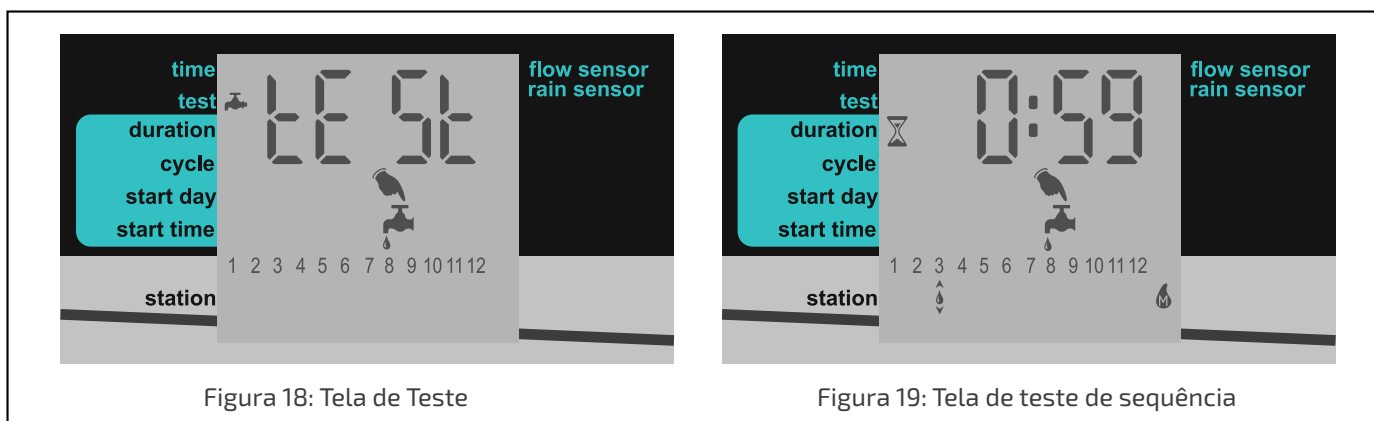 time
test
duration
cycle
start day
start time
station
tESt
1 2 3 4 5 6 7 8 9 10 11 12
flow sensor
rain sensor
Figura 18: Tela de Teste
time
test
duration
cycle
start day
start time
station
0:59
1 2 3 4 5 6 7 8 9 10 11 12
M
flow sensor
rain sensor
Figura 19: Tela de teste de sequência